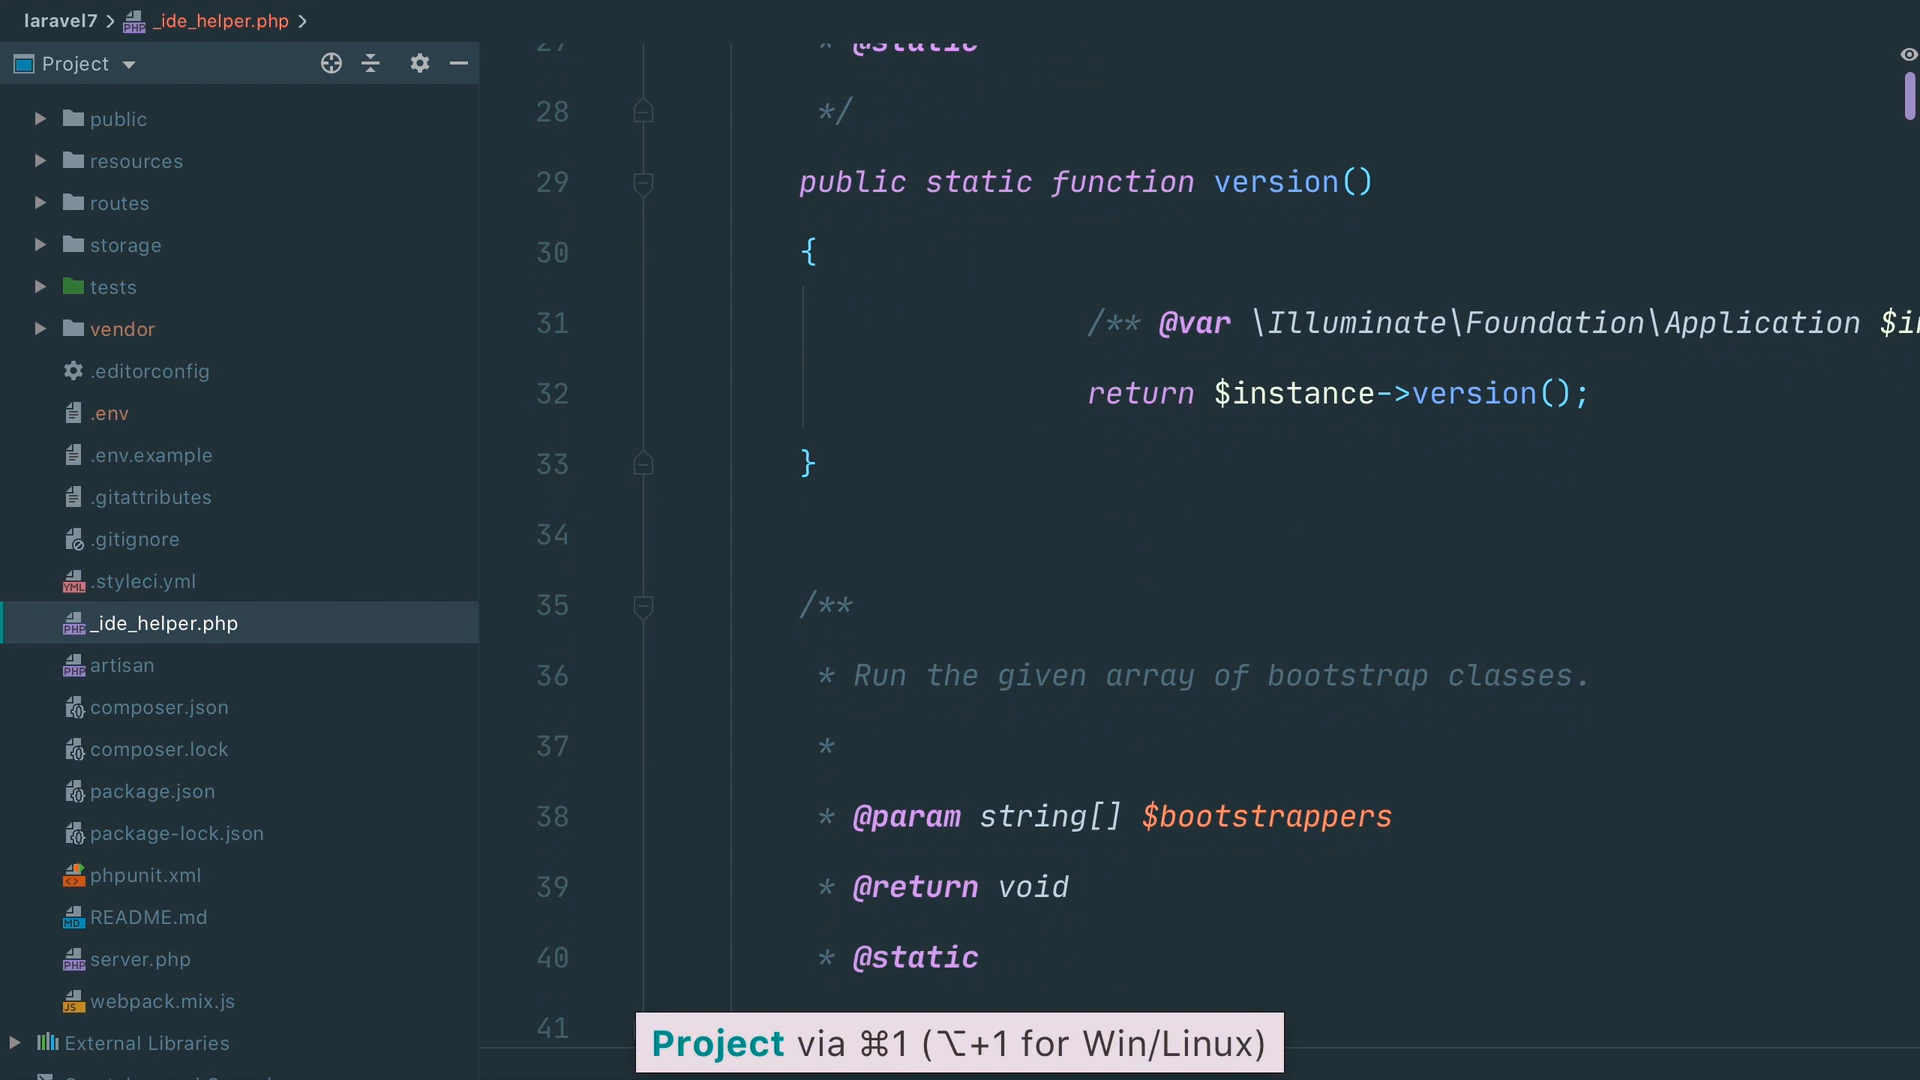 laravel7 _ide_helper.php
Project
public
resources
routes
storage
tests
vendor
.editorconfig
.env
.env.example
.gitattributes
.gitignore
.styleci.yml
_ide_helper.php
artisan
composer.json
composer.lock
package.json
package-lock.json
phpunit.xml
README.md
server.php
webpack.mix.js
External Libraries
27 * @static
28 */
29 public static function version()
30 {
31 /** @var \Illuminate\Foundation\Application
32 return $instance->version();
33 }
34
35 /**
36 * Run the given array of bootstrap classes.
37 *
38 * @param string[] $bootstrappers
39 * @return void
40 * @static
41
Project via ⌘1 (⌥+1 for Win/Linux)